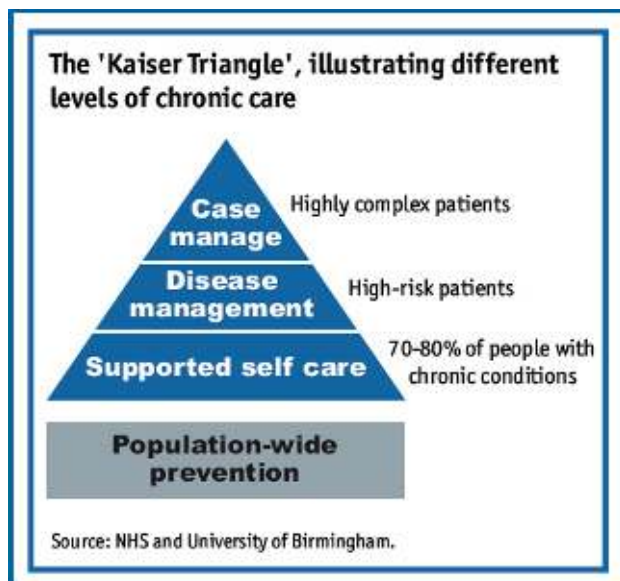 The 'Kaiser Triangle', illustrating different
levels of chronic care
Case
manage
Highly complex patients
Disease
management
High-risk patients
Supported self care
70-80% of people with
chronic conditions
Population-wide
prevention
Source: NHS and University of Birmingham.